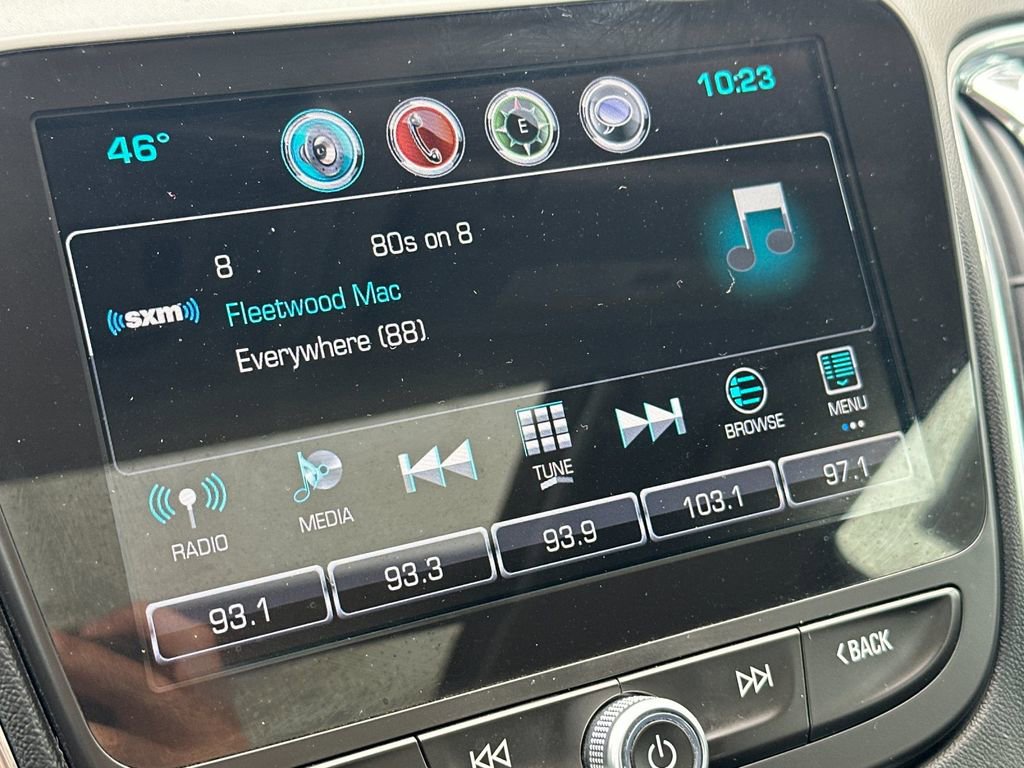 46°
E
10:23
8
80s on 8
((sxm))
Fleetwood Mac
Everywhere (88)
RADIO
MEDIA
TUNE
BROWSE
MENU
93.1
93.3
93.9
103.1
97.1
<BACK